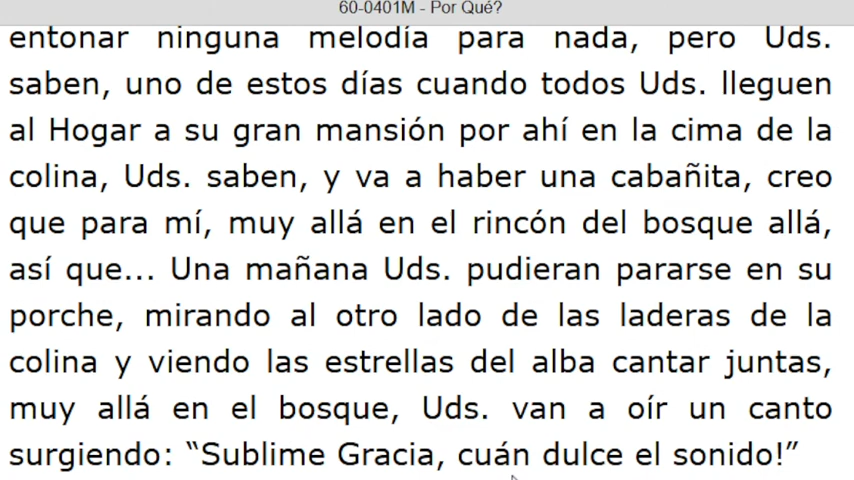 60-0401M - Por Qué?
entonar ninguna melodía para nada, pero Uds.
saben, uno de estos días cuando todos Uds. lleguen
al Hogar a su gran mansión por ahí en la cima de la
colina, Uds. saben, y va a haber una cabañita, creo
que para mí, muy allá en el rincón del bosque allá,
así que... Una mañana Uds. pudieran pararse en su
porche, mirando al otro lado de las laderas de la
colina y viendo las estrellas del alba cantar juntas,
muy allá en el bosque, Uds. van a oír un canto
surgiendo: “Sublime Gracia, cuán dulce el sonido!”